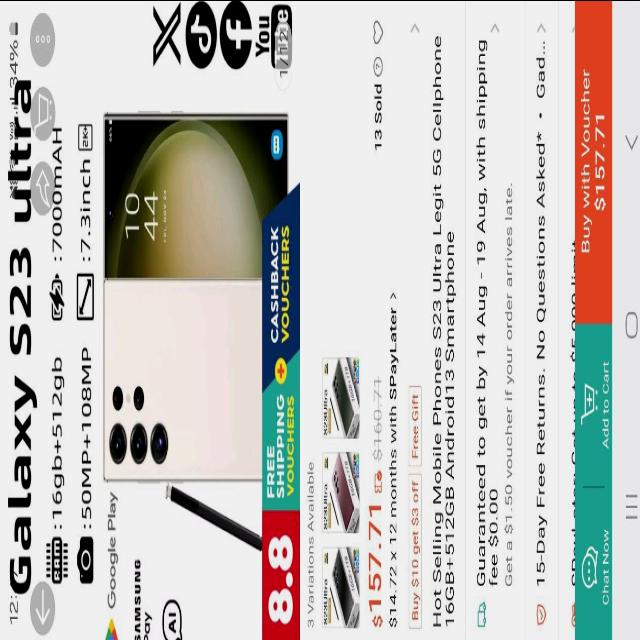 12:
34%
Galaxy S23 ultra
RAM :16gb+512gb :7000mAH
:50MP+108MP :7.3inch 2K+
Google Play
SAMSUNG
Pay
AI
You
1/12
10
44
8.8
FREE
SHIPPING
VOUCHERS
+
CASHBACK
VOUCHERS
3 Variations Available
S23Ultra
S23Ultra
S23Ultra
$157.71 $160.71
13 Sold
$14.72 x 12 months with SPayLater >
Buy $10 get $3 off Free Gift
Hot Selling Mobile Phones S23 Ultra Legit 5G Cellphone
16GB+512GB Android13 Smartphone
Guaranteed to get by 14 Aug - 19 Aug, with shipping
fee $0.00
Get a $1.50 voucher if your order arrives late.
15-Day Free Returns. No Questions Asked* • Gad...
Chat Now
Add to Cart
Buy with Voucher
$157.71